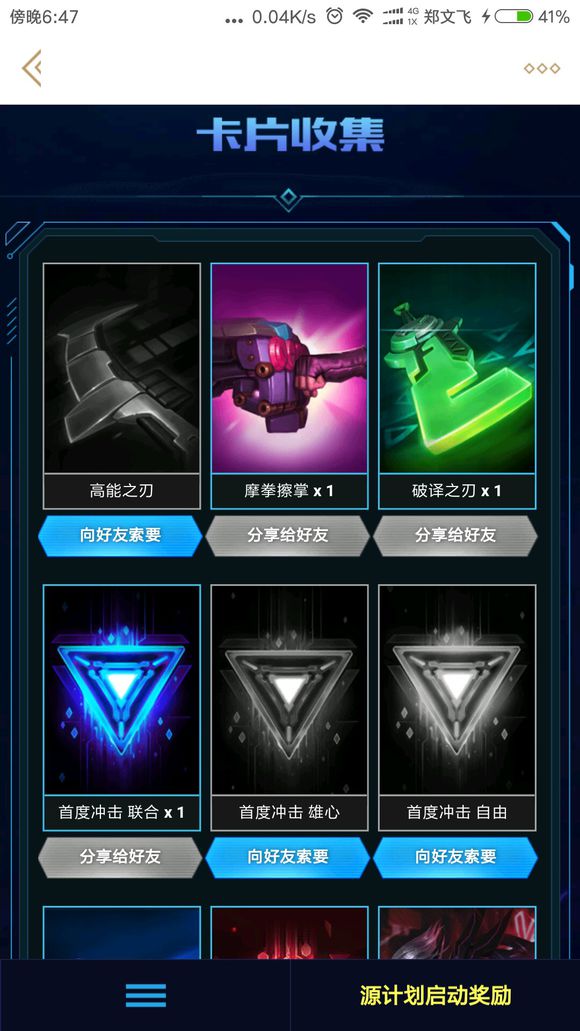 傍晚6:47 ... 0.04K/s 4G 1X 郑文飞 41%
卡片收集
高能之刃 摩拳擦掌 x 1 破译之刃 x 1
向好友索要 分享给好友 分享给好友
首度冲击 联合 x 1 首度冲击 雄心 首度冲击 自由
分享给好友 向好友索要 向好友索要
源计划启动奖励